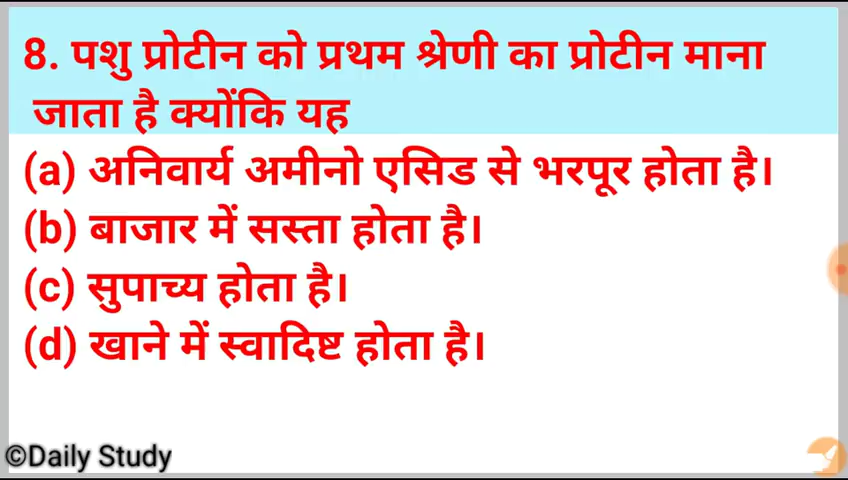 8. पशु प्रोटीन को प्रथम श्रेणी का प्रोटीन माना
जाता है क्योंकि यह
(a) अनिवार्य अमीनो एसिड से भरपूर होता है।
(b) बाजार में सस्ता होता है।
(c) सुपाच्य होता है।
(d) खाने में स्वादिष्ट होता है।
©Daily Study